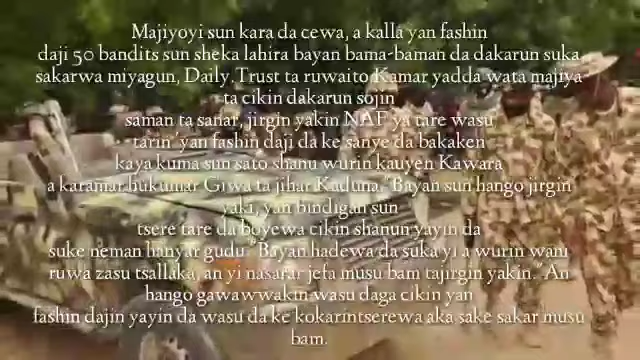 Majiyoyi sun kara da cewa, a kalla yan fashin
daji 50 bandits sun sheka lahira bayan bama-baman da dakarun suka
sakarwa miyagun, Daily Trust ta ruwaito Kamar yadda wata majiya
ta cikin dakarun sojin
saman ta sanar, jirgin yakin NAF ya tare wasu
tarin 'yan fashin daji da ke sanye da bakaken
kaya kuma sun sato shanu wurin kauyen Kawara
a karamar hukumar Giwa ta jihar Kaduna."Bayan sun hango jirgin
yaki, yan bindigan sun
tsere tare da boyewa cikin shanun yayin da
suke neman hanyar gudu. "Bayan hadewa da suka yi a wurin wani
ruwa zasu tsallaka, an yi nasarar jefa musu bam tajirgin yakin."An
hango gawawwakin wasu daga cikin yan
fashin dajin yayin da wasu da ke kokarintserewa aka sake sakar musu
bam.